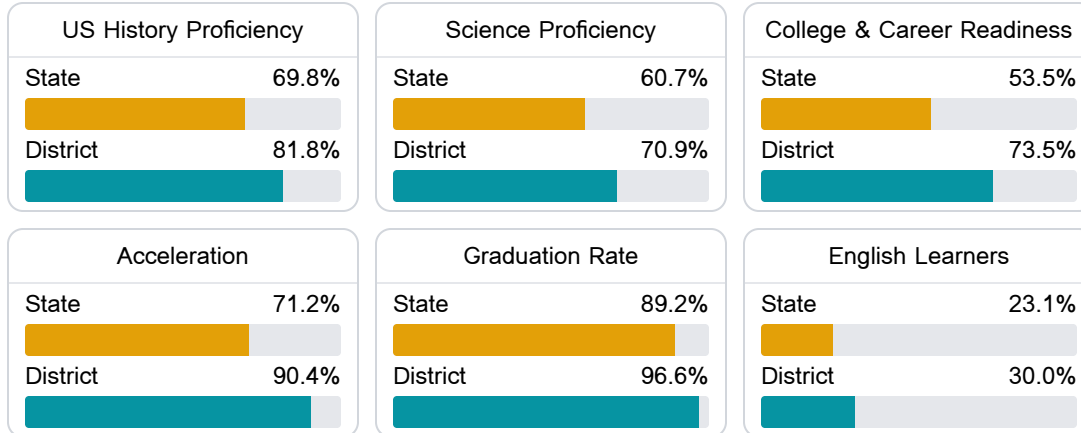 US History Proficiency
State 69.8%
District 81.8%
Science Proficiency
State 60.7%
District 70.9%
College & Career Readiness
State 53.5%
District 73.5%
Acceleration
State 71.2%
District 90.4%
Graduation Rate
State 89.2%
District 96.6%
English Learners
State 23.1%
District 30.0%